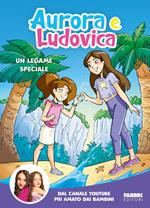 Aurora e
Ludovica
UN LEGAME
SPECIALE
DAL CANALE YOUTUBE
PIÙ AMATO DAI BAMBINI
FABBRI
EDITORI